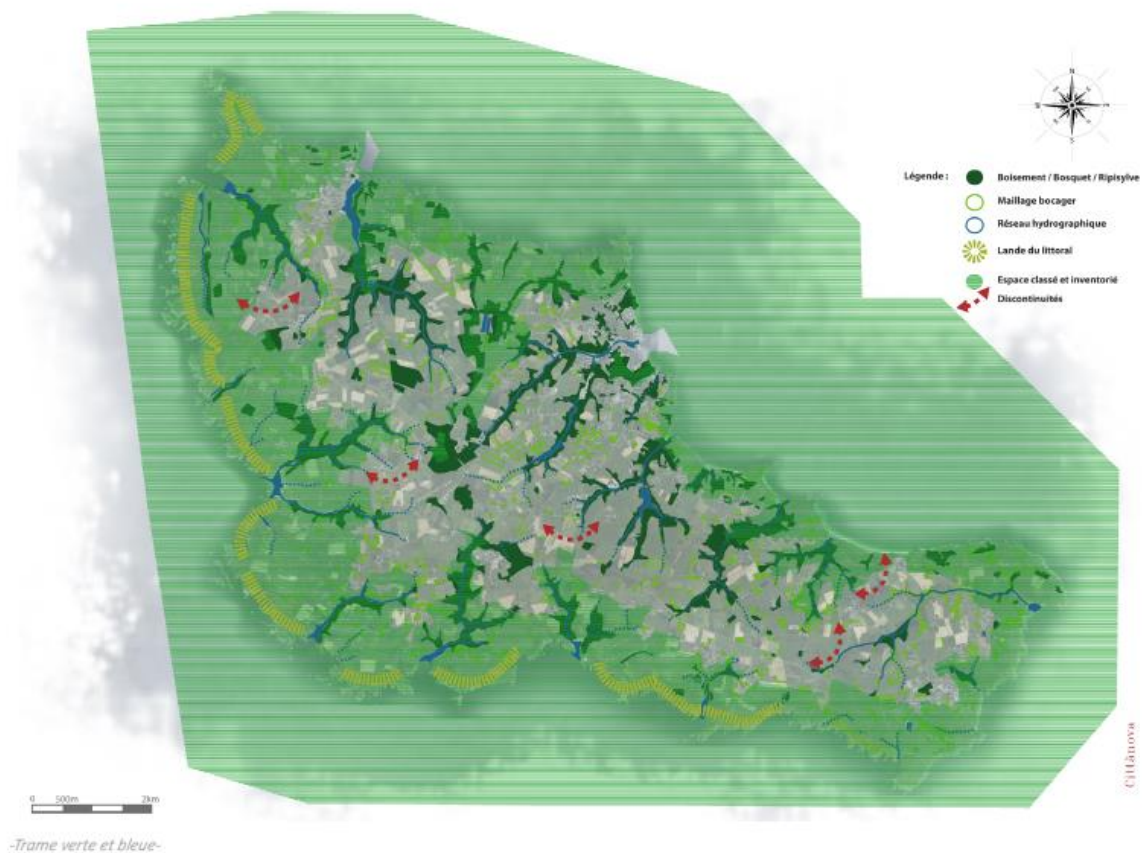 N
S
Légende :
Boisement / Bosquet / Ripisylve
Maillage bocager
Réseau hydrographique
Lande du littoral
Espace classé et inventorié
Discontinuités
Cittànova
0 500m 2km
-Trame verte et bleue-